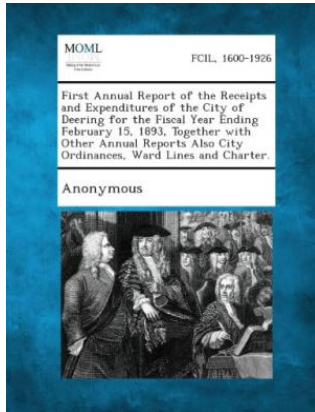 MOML
FCIL, 1600-1926
First Annual Report of the Receipts
and Expenditures of the City of
Deering for the Fiscal Year Ending
February 15, 1893, Together with
Other Annual Reports Also City
Ordinances, Ward Lines and Charter.
Anonymous